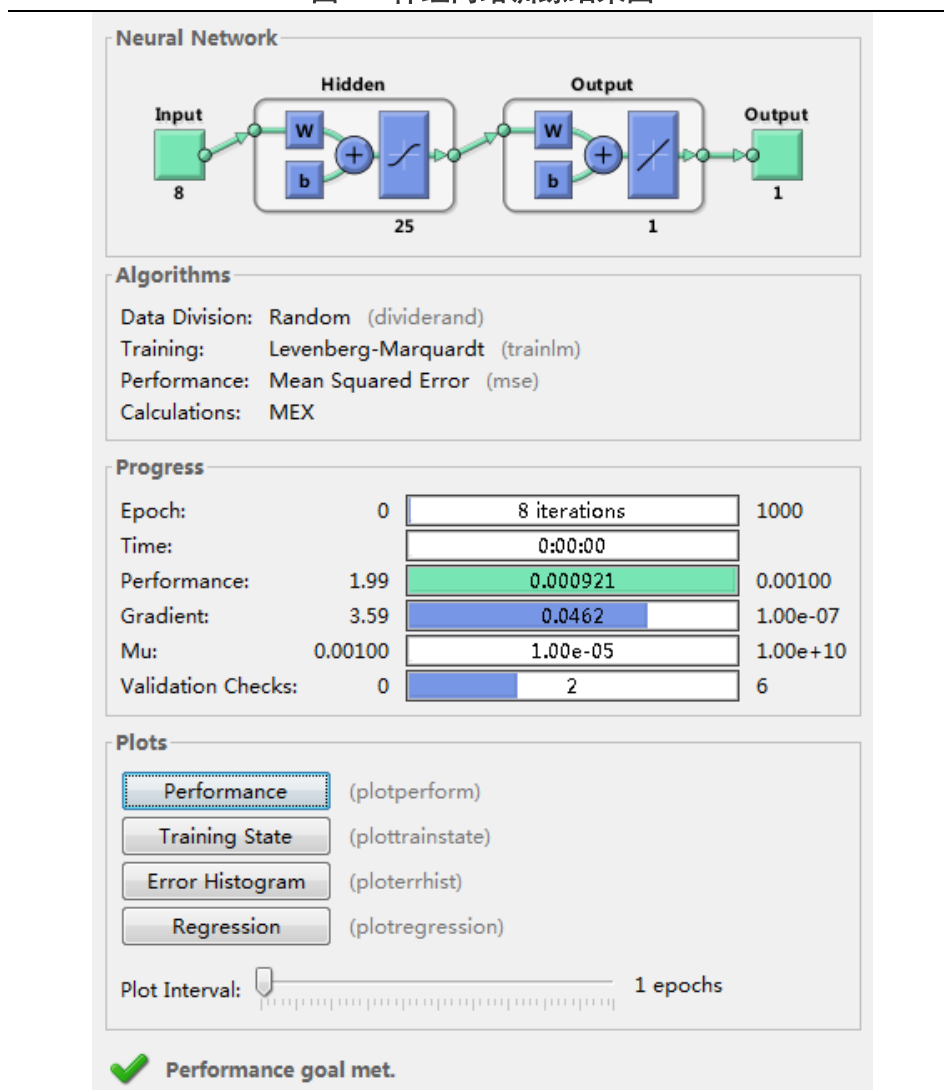 Neural Network
Hidden
Output
Input
Output
W
b
+
W
b
+
8
25
1
1
Algorithms
Data Division: Random (dividerand)
Training: Levenberg-Marquardt (trainlm)
Performance: Mean Squared Error (mse)
Calculations: MEX
Progress
Epoch: 0 8 iterations 1000
Time: 0:00:00
Performance: 1.99 0.000921 0.00100
Gradient: 3.59 0.0462 1.00e-07
Mu: 0.00100 1.00e-05 1.00e+10
Validation Checks: 0 2 6
Plots
Performance (plotperform)
Training State (plottrainstate)
Error Histogram (ploterrhist)
Regression (plotregression)
Plot Interval: 1 epochs
Performance goal met.